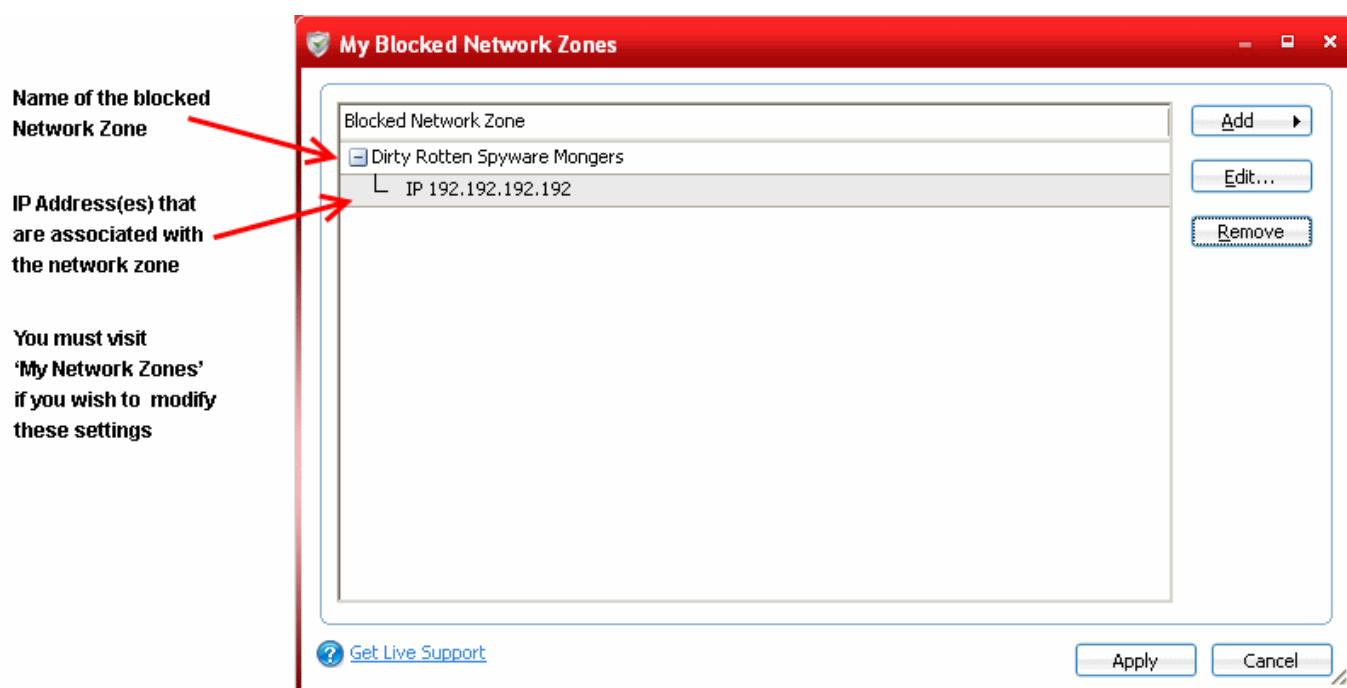 My Blocked Network Zones
Name of the blocked
Network Zone
IP Address(es) that
are associated with
the network zone
You must visit
‘My Network Zones’
if you wish to modify
these settings
Blocked Network Zone
Dirty Rotten Spyware Mongers
IP 192.192.192.192
Add
Edit...
Remove
Get Live Support
Apply
Cancel